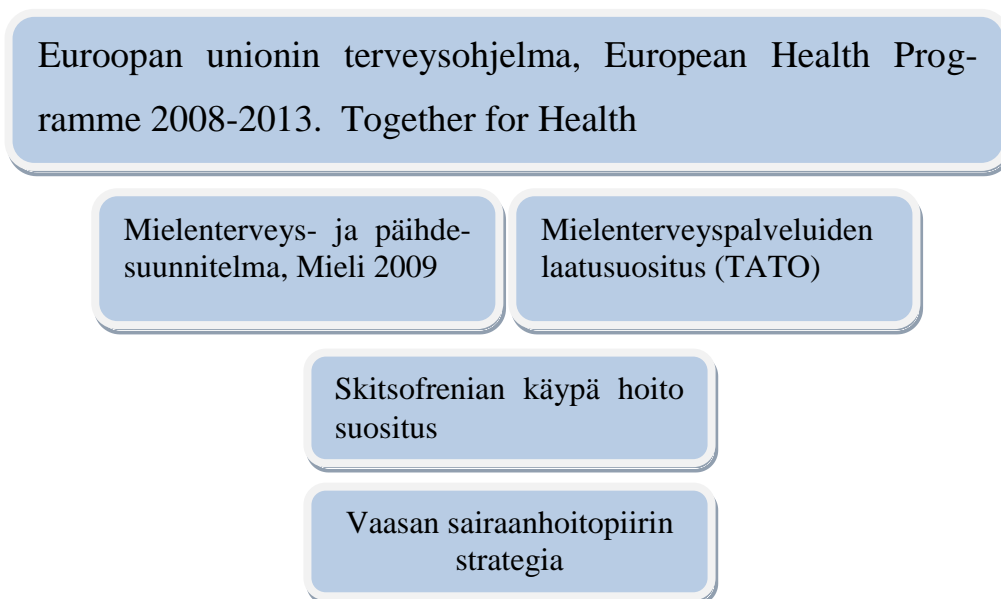 Euroopan unionin terveysohjelma, European Health Prog-
ramme 2008-2013. Together for Health
Mielenterveys- ja päihde-
suunnitelma, Mieli 2009
Mielenterveyspalveluiden
laatusuositus (TATO)
Skitsofrenian käypä hoito
suositus
Vaasan sairaanhoitopiirin
strategia